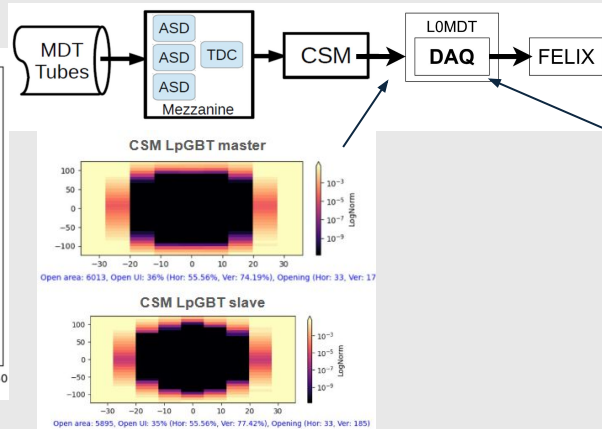 MDT
Tubes
ASD
ASD
ASD
TDC
Mezzanine
CSM
L0MDT
DAQ
FELIX
CSM LpGBT master
100
50
0
−50
−100
−30 −20 −10 0 10 20 30
10⁻³
10⁻⁵
10⁻⁷
10⁻⁹
LogNorm
Open area: 6013, Open UI: 36% (Hor: 55.56%, Ver: 74.19%), Opening (Hor: 33, Ver: 17
CSM LpGBT slave
100
50
0
−50
−100
−30 −20 −10 0 10 20 30
10⁻³
10⁻⁵
10⁻⁷
10⁻⁹
LogNorm
Open area: 5895, Open UI: 35% (Hor: 55.56%, Ver: 77.42%), Opening (Hor: 33, Ver: 185)
0